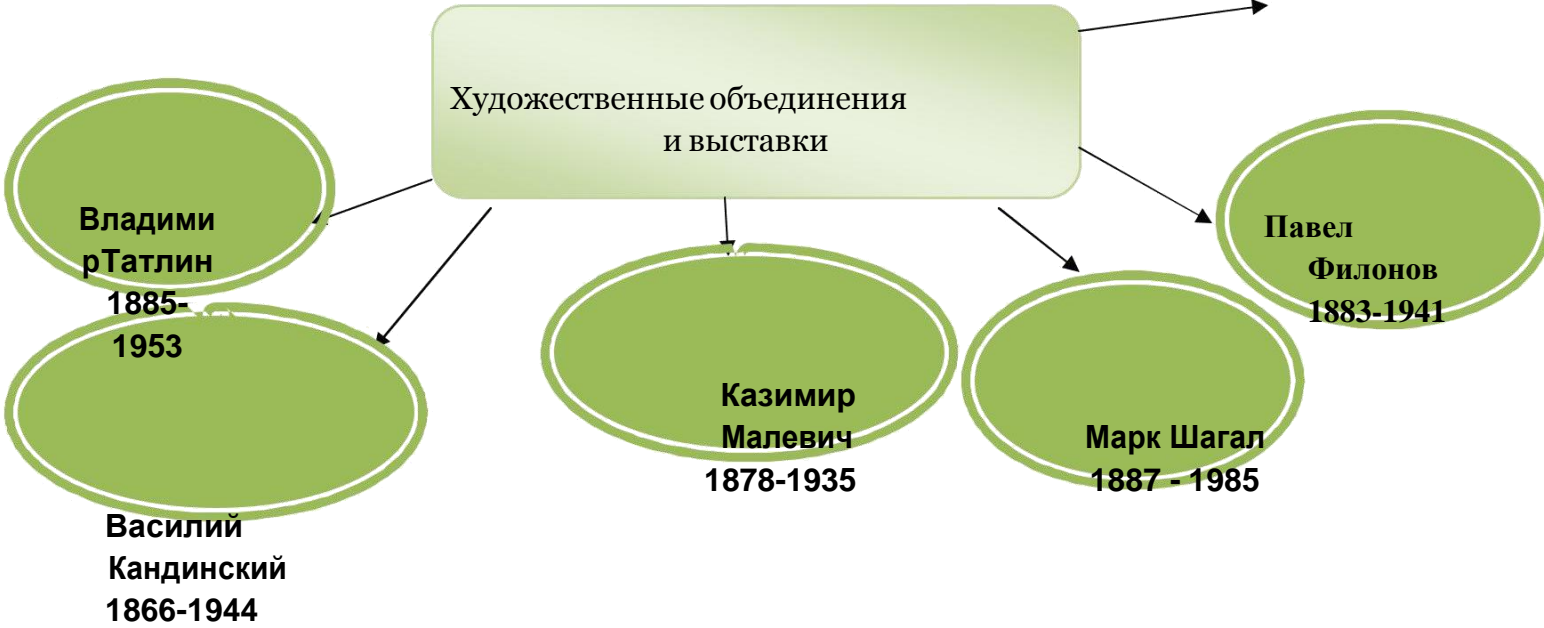 Художественные объединения
и выставки
Владими
рТатлин
1885-
1953
Василий
Кандинский
1866-1944
Казимир
Малевич
1878-1935
Марк Шагал
1887 - 1985
Павел
Филонов
1883-1941